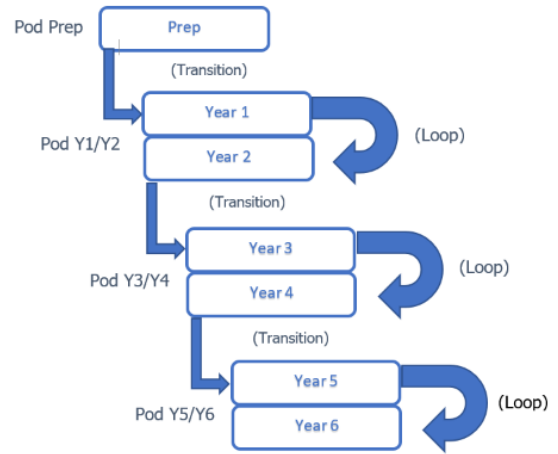 Pod Prep
Prep
(Transition)
Year 1
Pod Y1/Y2
(Loop)
Year 2
(Transition)
Year 3
Pod Y3/Y4
(Loop)
Year 4
(Transition)
Year 5
Pod Y5/Y6
(Loop)
Year 6